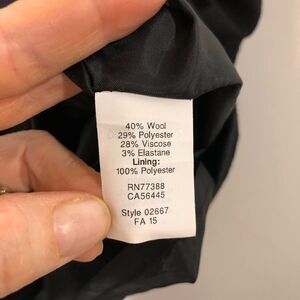 40% Wool
29% Polyester
28% Viscose
3% Elastane
Lining:
100% Polyester
RN77388
CA56445
Style 02667
FA 15